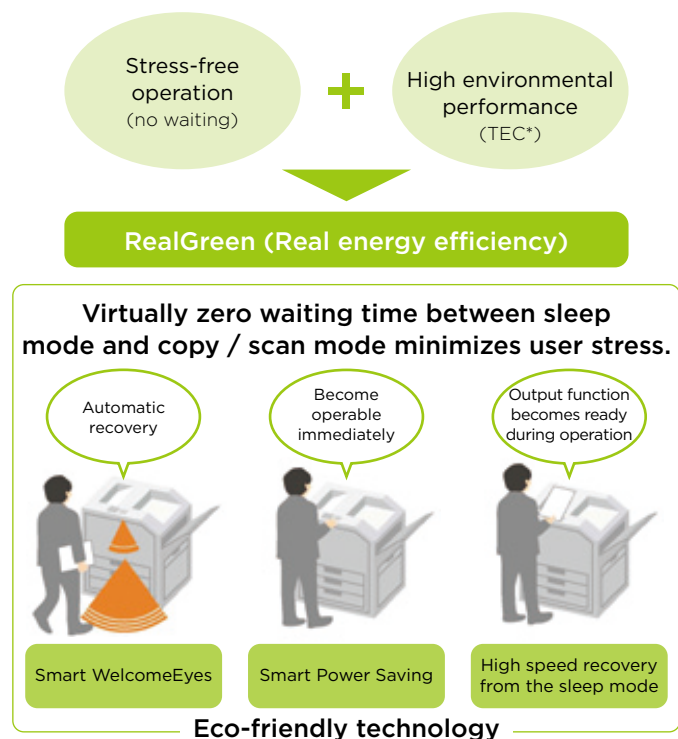 Stress-free
operation
(no waiting)
+
High environmental
performance
(TEC*)
RealGreen (Real energy efficiency)
Virtually zero waiting time between sleep
mode and copy / scan mode minimizes user stress.
Automatic
recovery
Become
operable
immediately
Output function
becomes ready
during operation
Smart WelcomeEyes
Smart Power Saving
High speed recovery
from the sleep mode
Eco-friendly technology